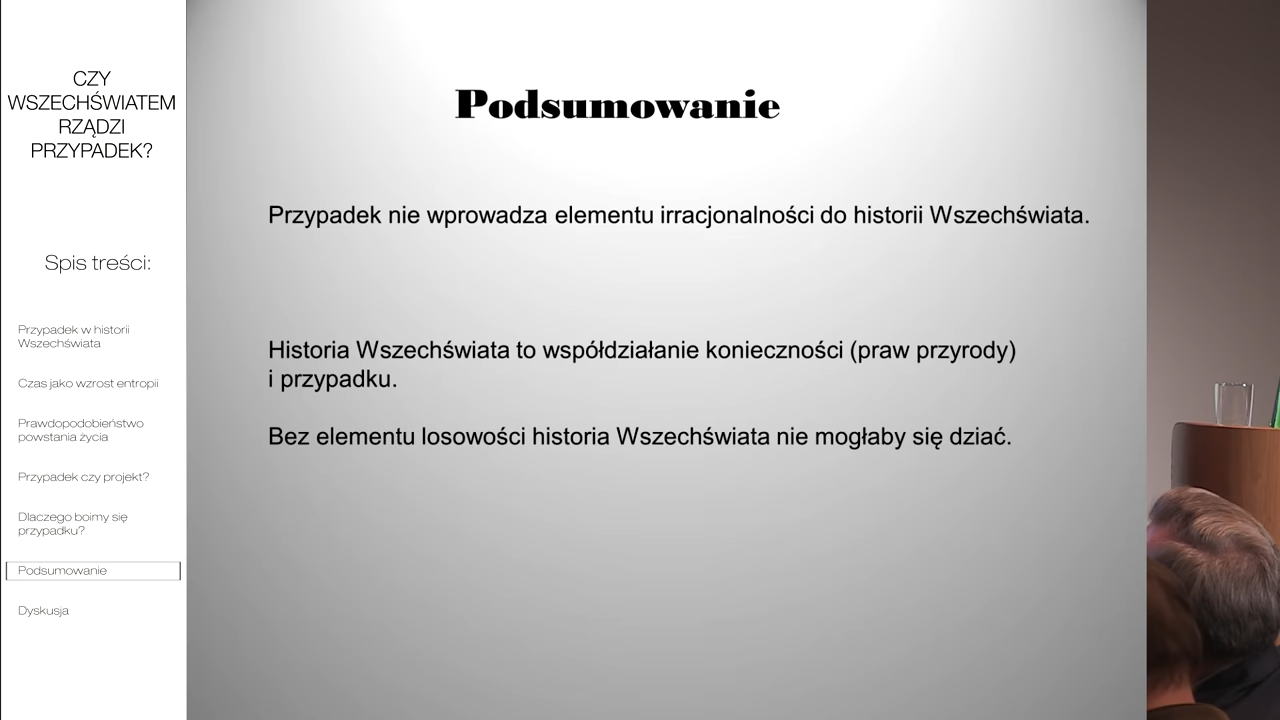 CZY
WSZECHŚWIATEM
RZĄDZI
PRZYPADEK?
Spis treści:
Przypadek w historii
Wszechświata
Czas jako wzrost entropii
Prawdopodobieństwo
powstania życia
Przypadek czy projekt?
Dlaczego boimy się
przypadku?
Podsumowanie
Dyskusja
Podsumowanie
Przypadek nie wprowadza elementu irracjonalności do historii Wszechświata.
Historia Wszechświata to współdziałanie konieczności (praw przyrody)
i przypadku.
Bez elementu losowości historia Wszechświata nie mogłaby się dziać.